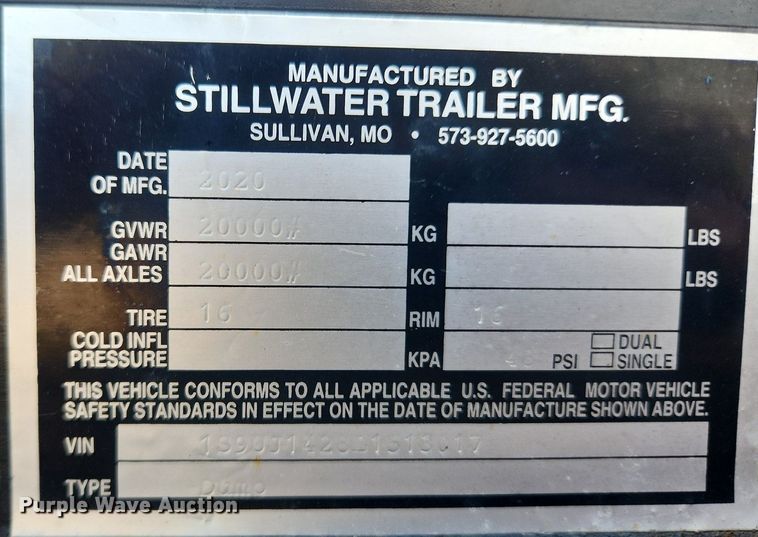 MANUFACTURED BY
STILLWATER TRAILER MFG.
SULLIVAN, MO • 573-927-5600
DATE OF MFG. 2020
GVWR 20000# KG LBS
GAWR ALL AXLES 20000# KG LBS
TIRE 16 RIM 16
COLD INFL PRESSURE KPA PSI □ DUAL □ SINGLE
THIS VEHICLE CONFORMS TO ALL APPLICABLE U.S. FEDERAL MOTOR VEHICLE
SAFETY STANDARDS IN EFFECT ON THE DATE OF MANUFACTURE SHOWN ABOVE.
VIN
TYPE Dump
Purple Wave Auction